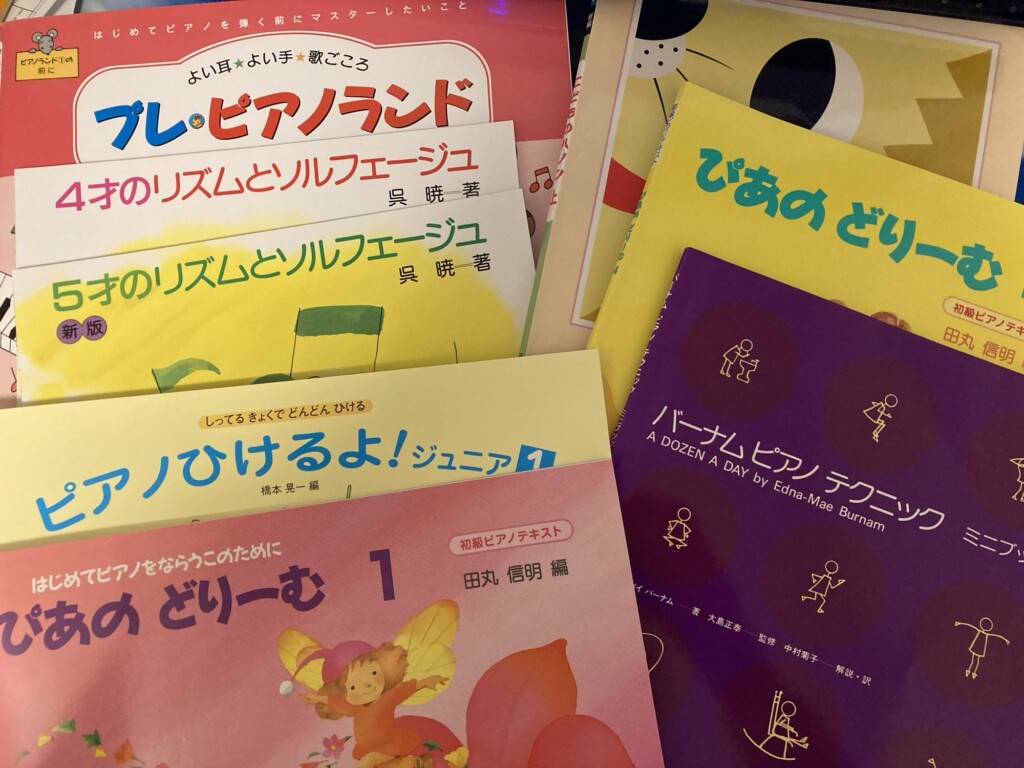 はじめてピアノを弾く前にマスターしたいこと
ピアノランド①の
前に
よい耳★よい手★歌ごころ
プレ・ピアノランド
4才のリズムとソルフェージュ
呉 暁―著
5才のリズムとソルフェージュ
呉 暁―著
新版
しってる きょくで どんどん ひける
ピアノひけるよ!ジュニア1
橋本 晃一 編
はじめてピアノをならうこのために
ぴあの どりーむ 1
初級ピアノテキスト
田丸 信明 編
ぴあの どりーむ
初級ピアノテキ
田丸 信明
バーナム ピアノ テクニック
A DOZEN A DAY by Edna-Mae Burnam
ミニブッ
イ バーナム―著 大島正泰―監修 中村菊子―解説・訳